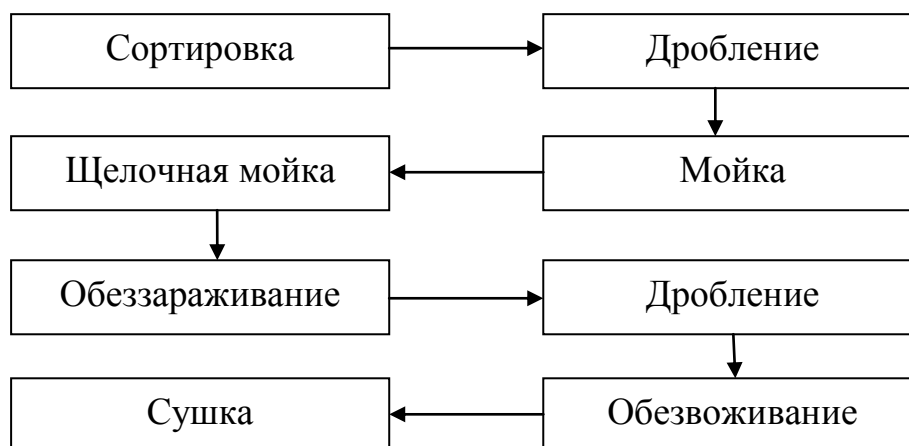 Сортировка
Дробление
Мойка
Щелочная мойка
Обеззараживание
Дробление
Обезвоживание
Сушка